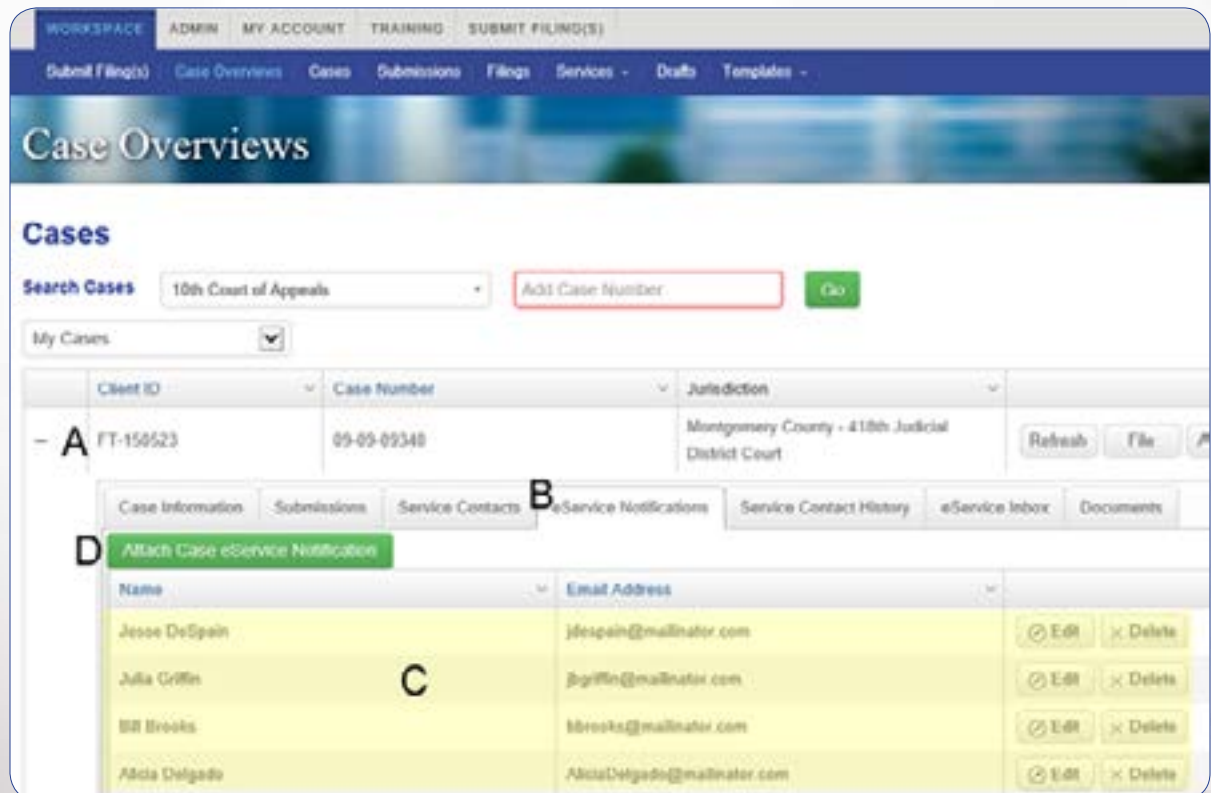 WORKSPACE ADMIN MY ACCOUNT TRAINING SUBMIT FILING(S)
Submit Filing(s) Case Overviews Cases Submissions Filings Services Drafts Templates
Case Overviews
Cases
Search Cases 10th Court of Appeals Add Case Number Go
My Cases
Client ID Case Number Jurisdiction
– A FT-150523 09-09-09340 Montgomery County - 418th Judicial District Court Refresh File
Case Information Submissions Service Contacts B eService Notifications Service Contact History eService Inbox Documents
D Attach Case eService Notification
Name Email Address
Jesse DeSpain jdespain@mailinator.com Edit × Delete
Julia Griffin jbgriffin@mailinator.com Edit × Delete
C
Bill Brooks bbrooks@mailinator.com Edit × Delete
Alicia Delgado AliciaDelgado@mailinator.com Edit × Delete